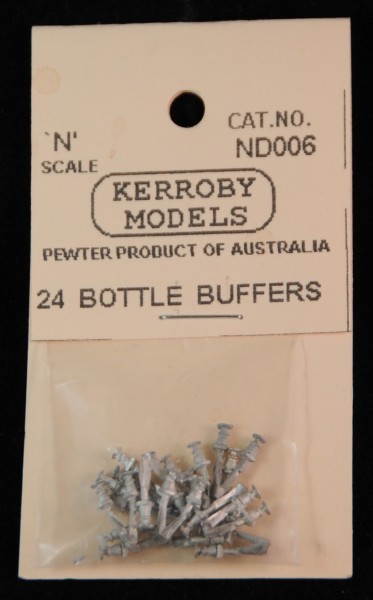 `N'
SCALE
CAT.NO.
ND006
KERROBY
MODELS
PEWTER PRODUCT OF AUSTRALIA
24 BOTTLE BUFFERS